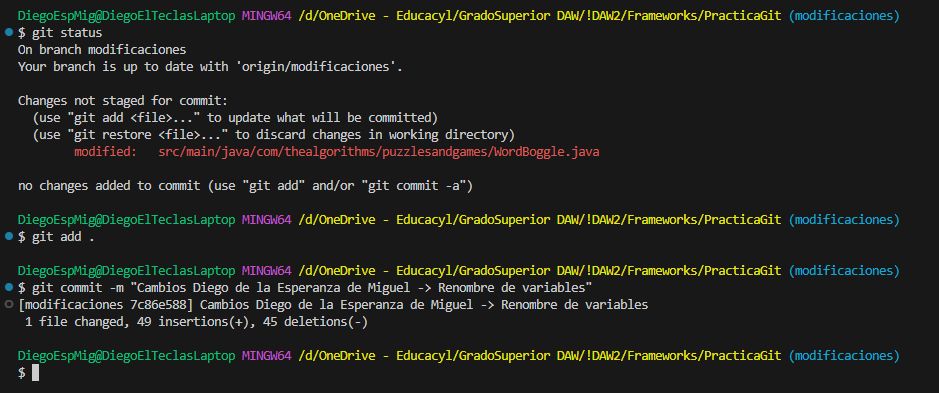 DiegoEspMig@DiegoElTeclasLaptop MINGW64 /d/OneDrive - Educacyl/GradoSuperior DAW/!DAW2/Frameworks/PracticaGit (modificaciones)
$ git status
On branch modificaciones
Your branch is up to date with 'origin/modificaciones'.
Changes not staged for commit:
(use "git add <file>..." to update what will be committed)
(use "git restore <file>..." to discard changes in working directory)
modified: src/main/java/com/thealgorithms/puzzlesandgames/WordBoggle.java
no changes added to commit (use "git add" and/or "git commit -a")
DiegoEspMig@DiegoElTeclasLaptop MINGW64 /d/OneDrive - Educacyl/GradoSuperior DAW/!DAW2/Frameworks/PracticaGit (modificaciones)
$ git add .
DiegoEspMig@DiegoElTeclasLaptop MINGW64 /d/OneDrive - Educacyl/GradoSuperior DAW/!DAW2/Frameworks/PracticaGit (modificaciones)
$ git commit -m "Cambios Diego de la Esperanza de Miguel -> Renombre de variables"
[modificaciones 7c86e588] Cambios Diego de la Esperanza de Miguel -> Renombre de variables
1 file changed, 49 insertions(+), 45 deletions(-)
DiegoEspMig@DiegoElTeclasLaptop MINGW64 /d/OneDrive - Educacyl/GradoSuperior DAW/!DAW2/Frameworks/PracticaGit (modificaciones)
$